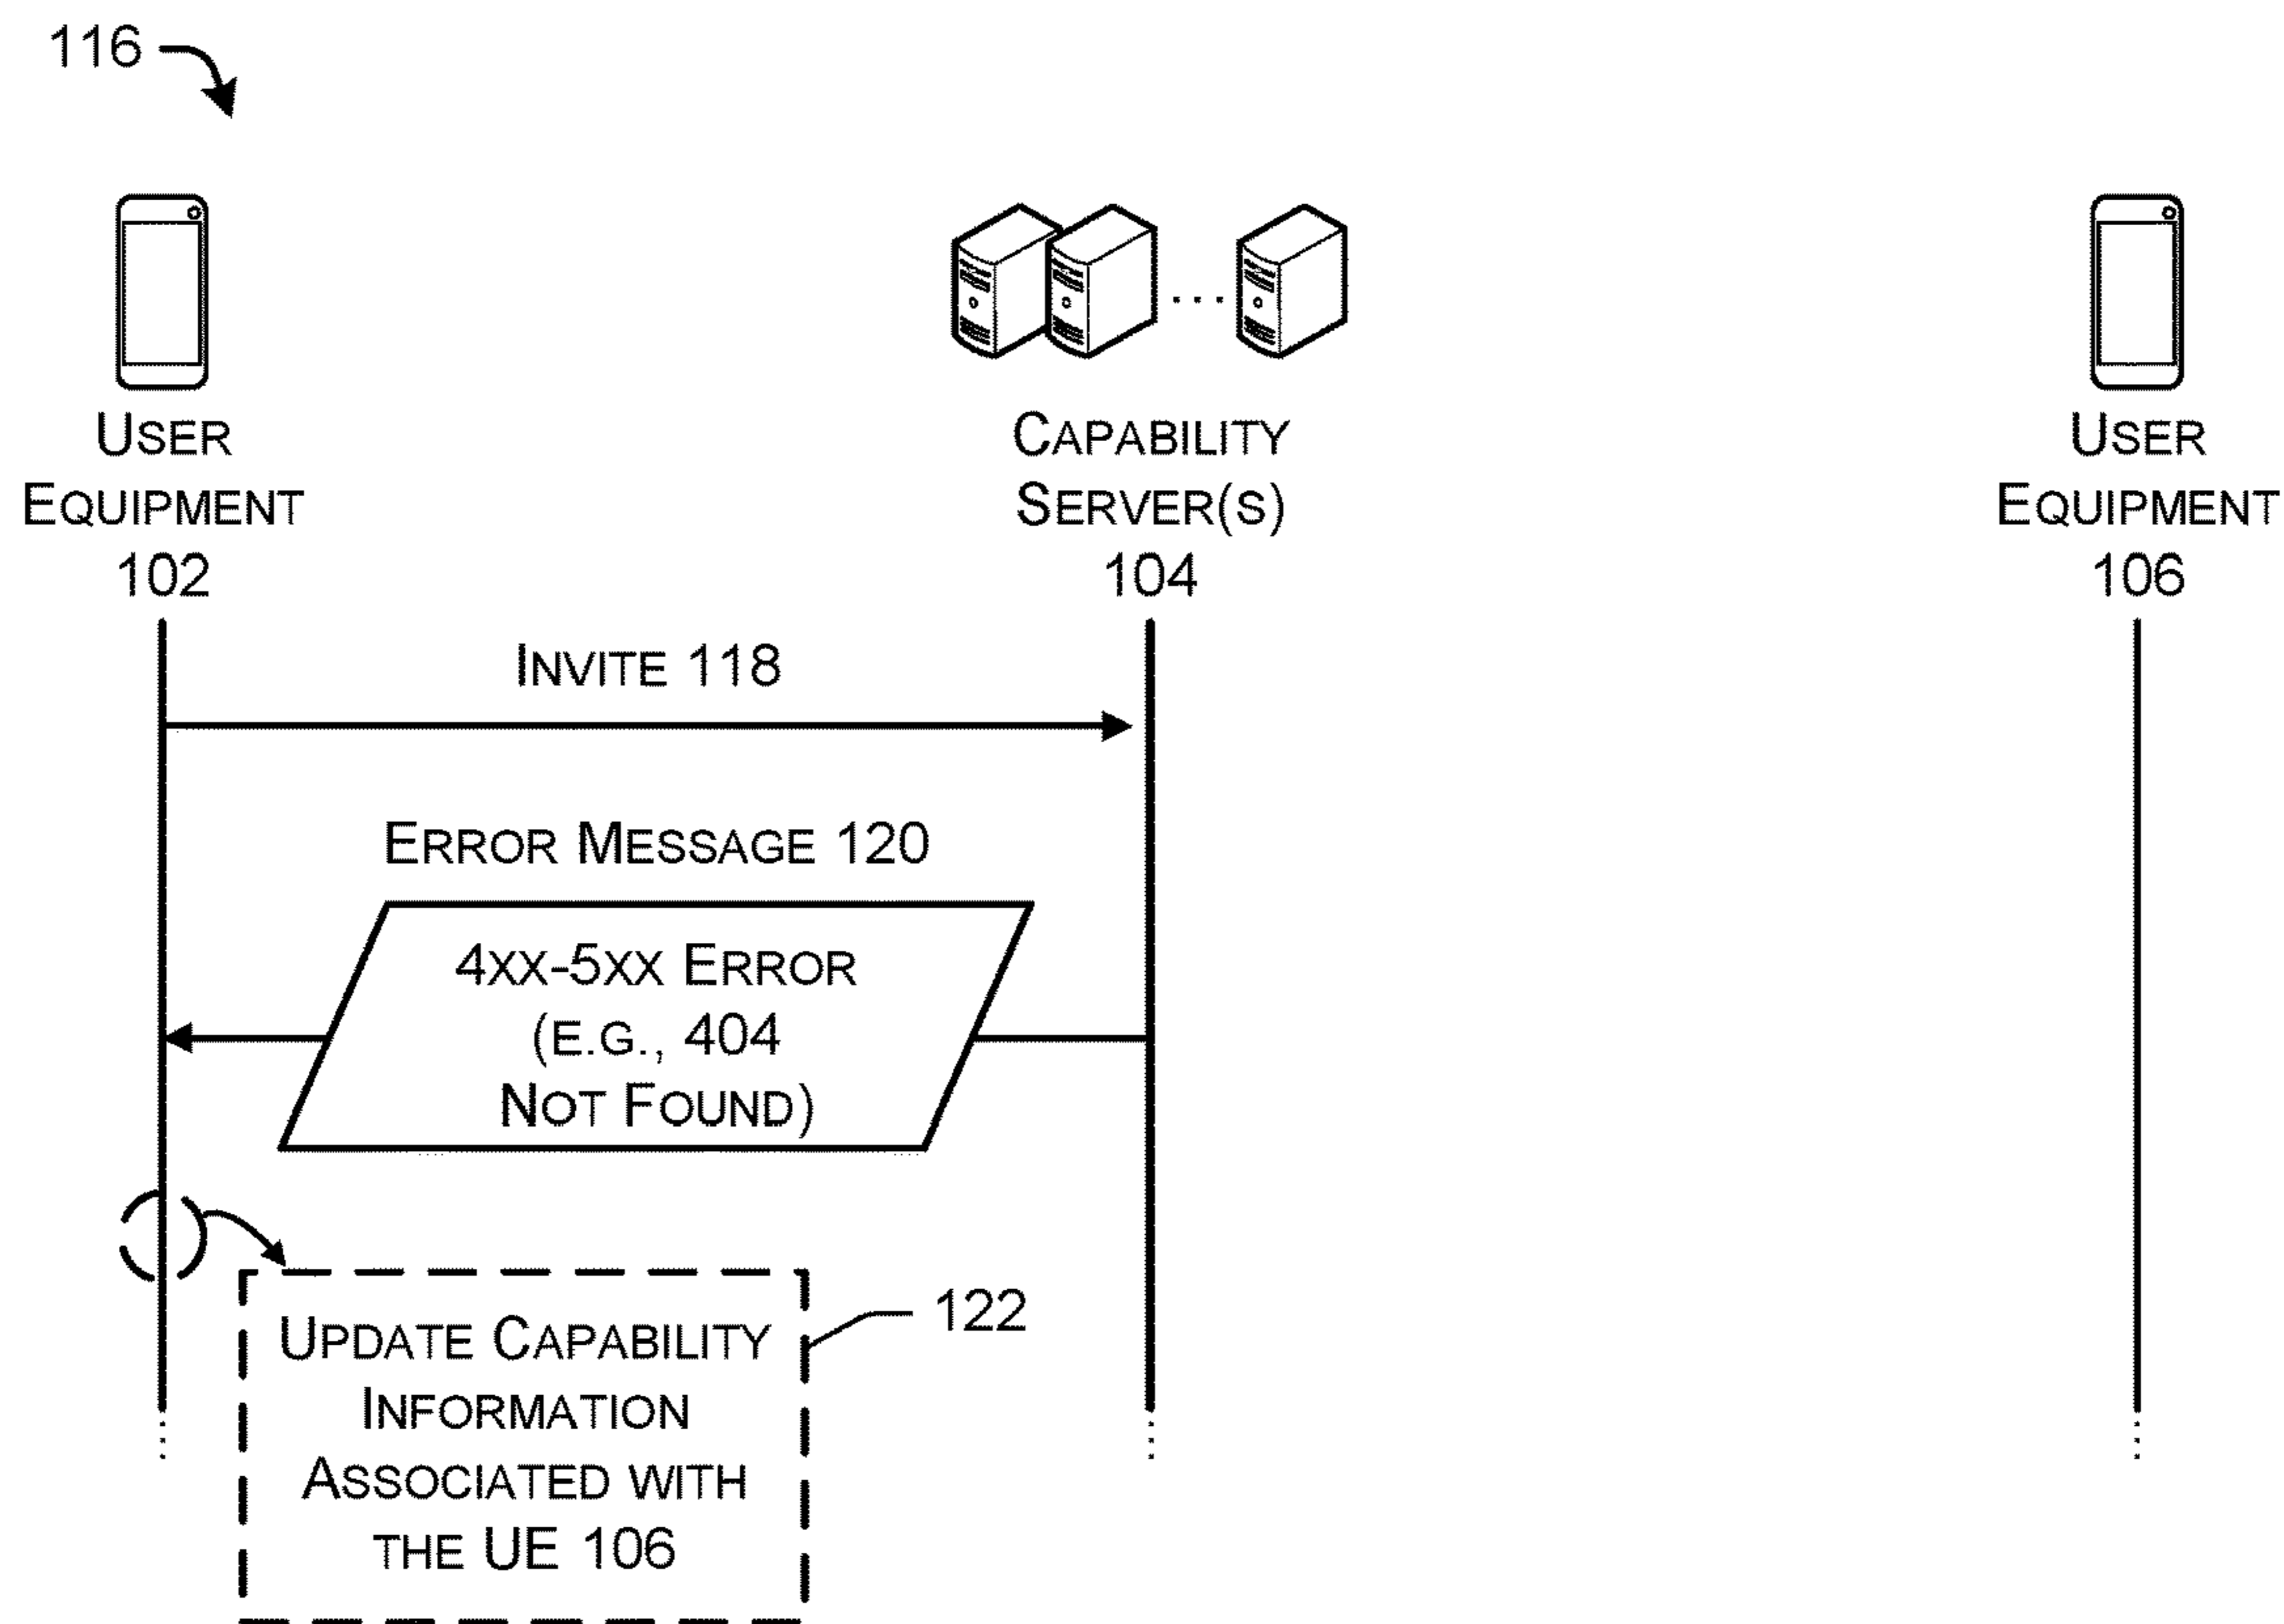 116
User
Equipment
102
Capability
Server(s)
104
User
Equipment
106
Invite 118
Error Message 120
4xx-5xx Error
(e.g., 404
Not Found)
Update Capability
Information
Associated with
the UE 106
122